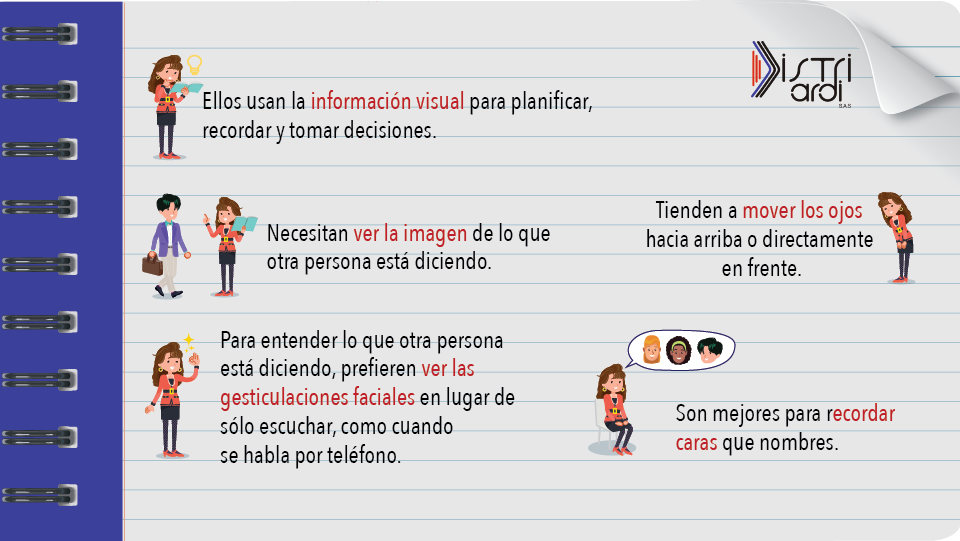 Distri
Jardi
S.A.S
Ellos usan la información visual para planificar,
recordar y tomar decisiones.
Necesitan ver la imagen de lo que
otra persona está diciendo.
Tienden a mover los ojos
hacia arriba o directamente
en frente.
Para entender lo que otra persona
está diciendo, prefieren ver las
gesticulaciones faciales en lugar de
sólo escuchar, como cuando
se habla por teléfono.
Son mejores para recordar
caras que nombres.